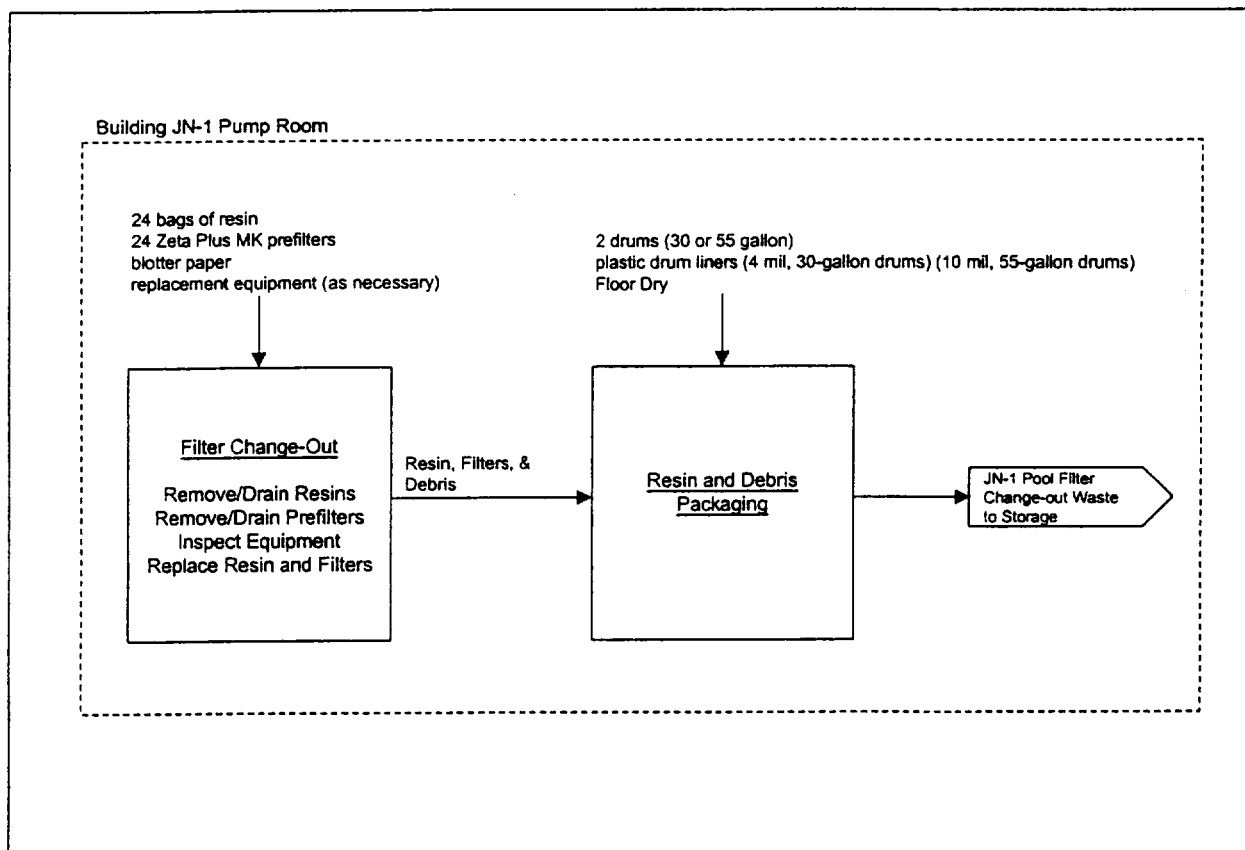 Building JN-1 Pump Room
24 bags of resin
24 Zeta Plus MK prefilters
blotter paper
replacement equipment (as necessary)
2 drums (30 or 55 gallon)
plastic drum liners (4 mil, 30-gallon drums) (10 mil, 55-gallon drums)
Floor Dry
Filter Change-Out
Remove/Drain Resins
Remove/Drain Prefilters
Inspect Equipment
Replace Resin and Filters
Resin, Filters, &
Debris
Resin and Debris
Packaging
JN-1 Pool Filter
Change-out Waste
to Storage